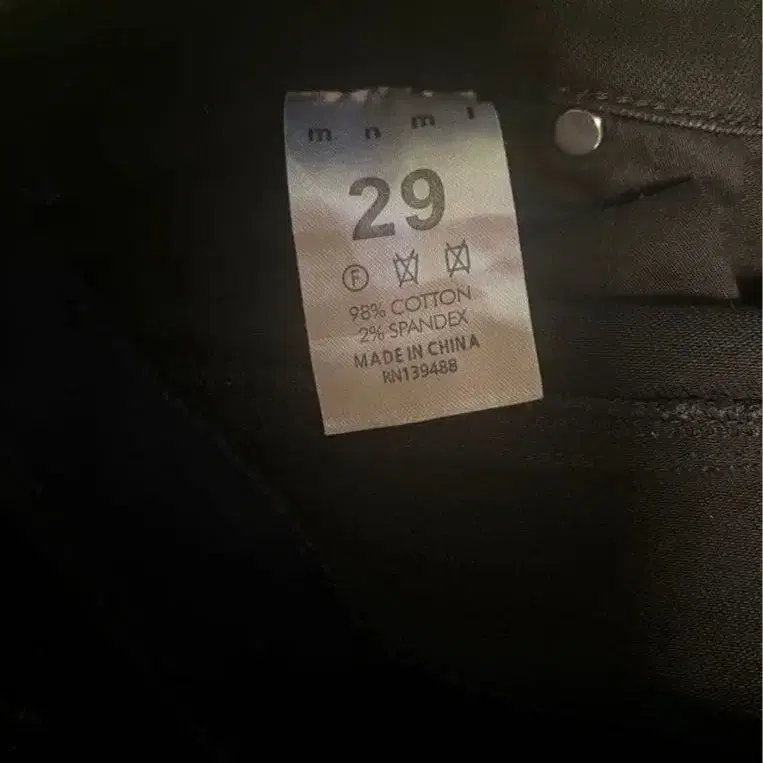 m n m l
29
F
98% COTTON
2% SPANDEX
MADE IN CHINA
RN139488